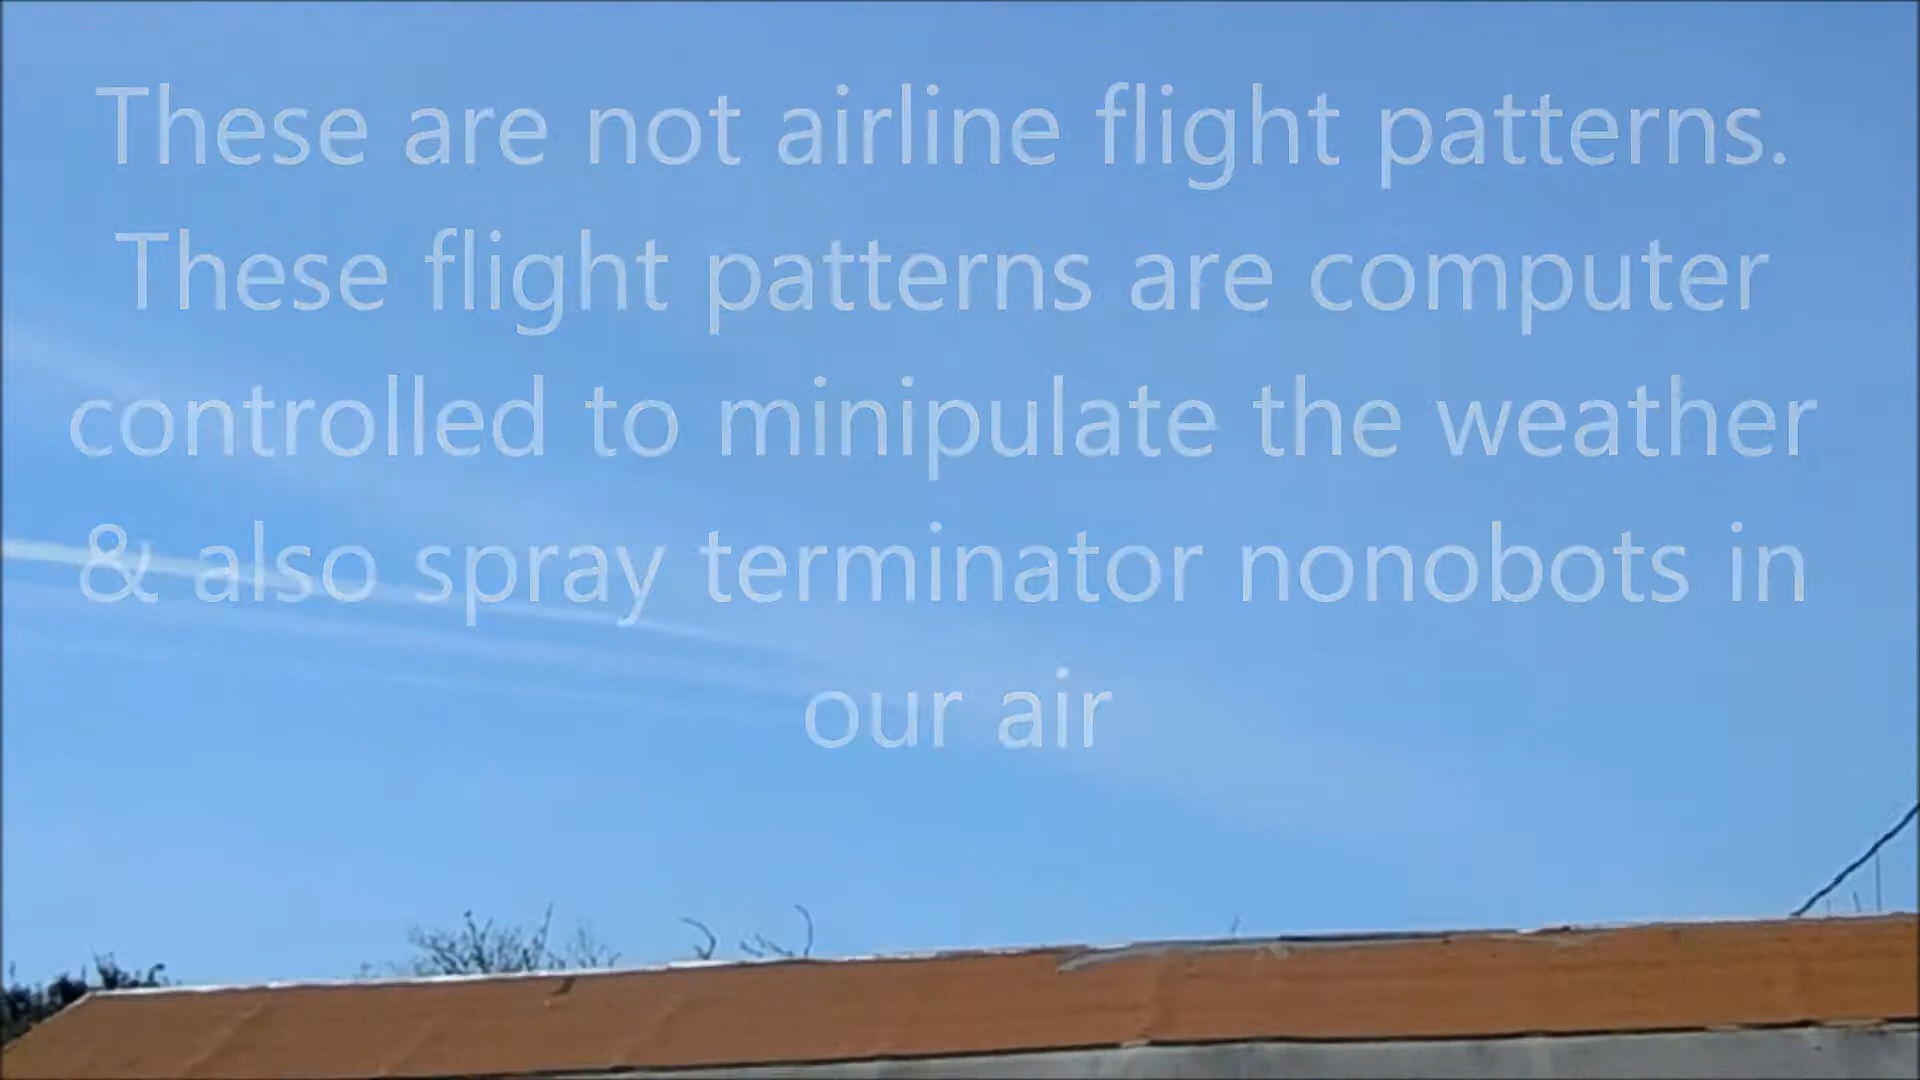 These are not airline flight patterns.
These flight patterns are computer
controlled to minipulate the weather
& also spray terminator nonobots in
our air